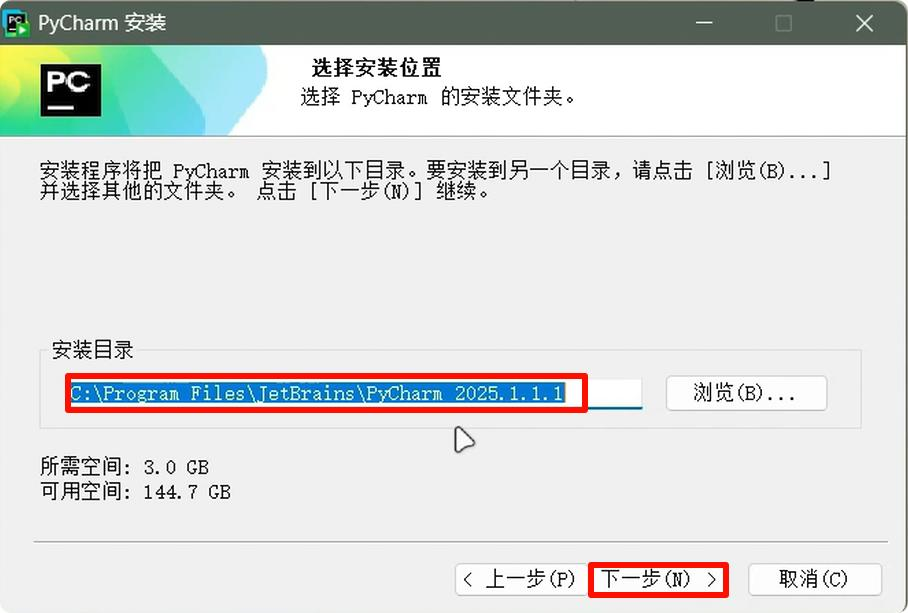 PyCharm 安装
PC
选择安装位置
选择 PyCharm 的安装文件夹。
安装程序将把 PyCharm 安装到以下目录。要安装到另一个目录，请点击 [浏览(B)...]
并选择其他的文件夹。 点击 [下一步(N)] 继续。
安装目录
C:\Program Files\JetBrains\PyCharm 2025.1.1.1
浏览(B)...
所需空间: 3.0 GB
可用空间: 144.7 GB
< 上一步(P) 下一步(N) > 取消(C)